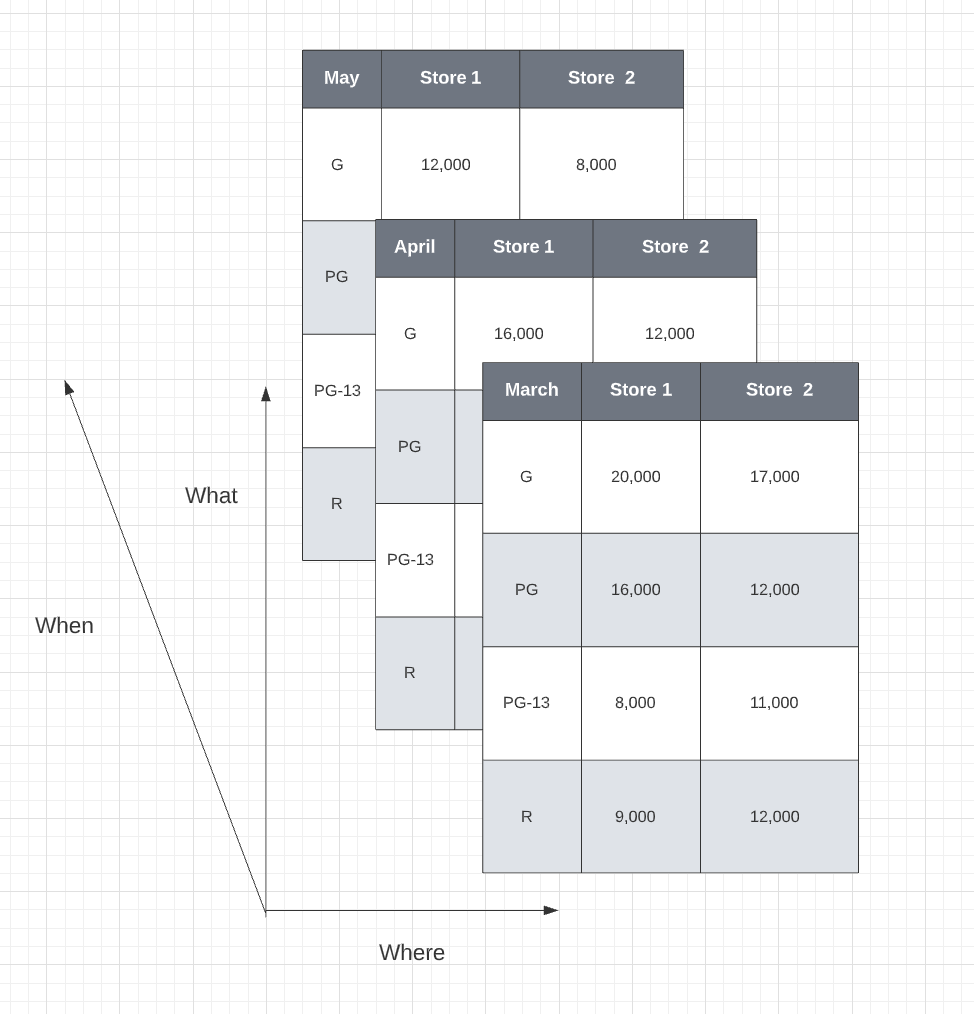 May Store 1 Store 2
G 12,000 8,000
PG
PG-13
R
April Store 1 Store 2
G 16,000 12,000
PG
PG-13
R
March Store 1 Store 2
G 20,000 17,000
PG 16,000 12,000
PG-13 8,000 11,000
R 9,000 12,000
What
When
Where